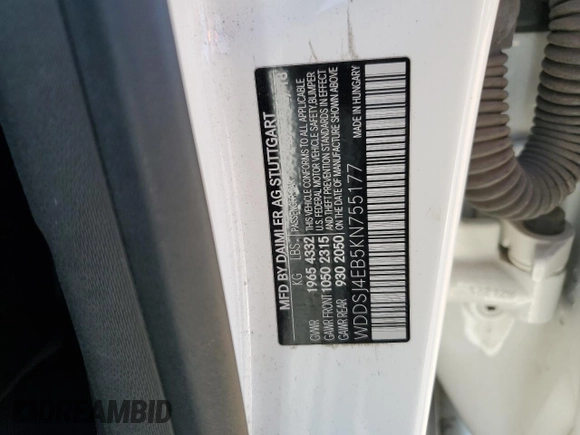 MFD BY DAIMLER AG STUTTGART
KG LBS
PASSENGER
GVWR 1965 4332
GAWR FRONT 1050 2315
GAWR REAR 930 2050
THIS VEHICLE CONFORMS TO ALL APPLICABLE
U.S. FEDERAL MOTOR VEHICLE SAFETY, BUMPER
AND THEFT PREVENTION STANDARDS IN EFFECT
ON THE DATE OF MANUFACTURE SHOWN ABOVE
WDDSJ4EB5KN755177
MADE IN HUNGARY
DREAMBID